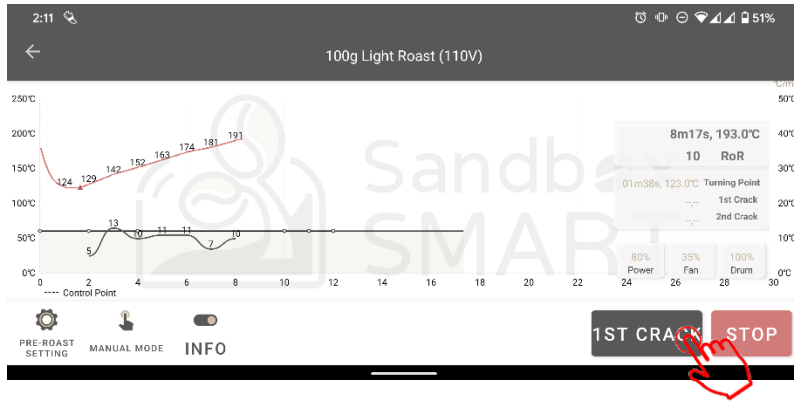 2:11
51%
100g Light Roast (110V)
°C/m
250°C
50°C
200°C
40°C
150°C
30°C
100°C
20°C
50°C
10°C
0°C
0°C
124
129
142
152
163
174
181
191
5
13
10
11
11
7
10
0
2
4
6
8
10
12
14
16
18
20
22
24
26
28
30
---- Control Point
Sandbox
SMART
8m17s, 193.0°C
10 RoR
01m38s, 123.0°C Turning Point
--,-- 1st Crack
--,-- 2nd Crack
80% 35% 100%
Power Fan Drum
PRE-ROAST
SETTING
MANUAL MODE
INFO
1ST CRACK
STOP